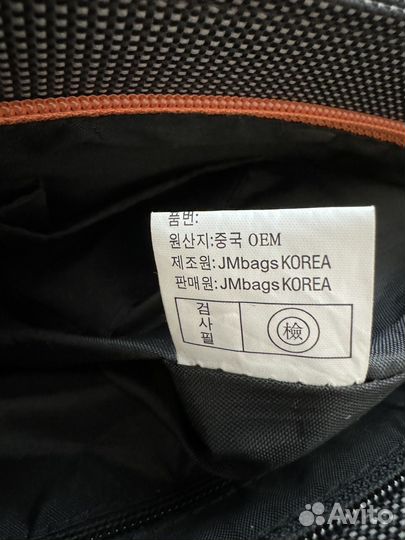 품번:
원산지:중국 OEM
제조원: JMbags KOREA
판매원: JMbags KOREA
검사필
檢
Avito